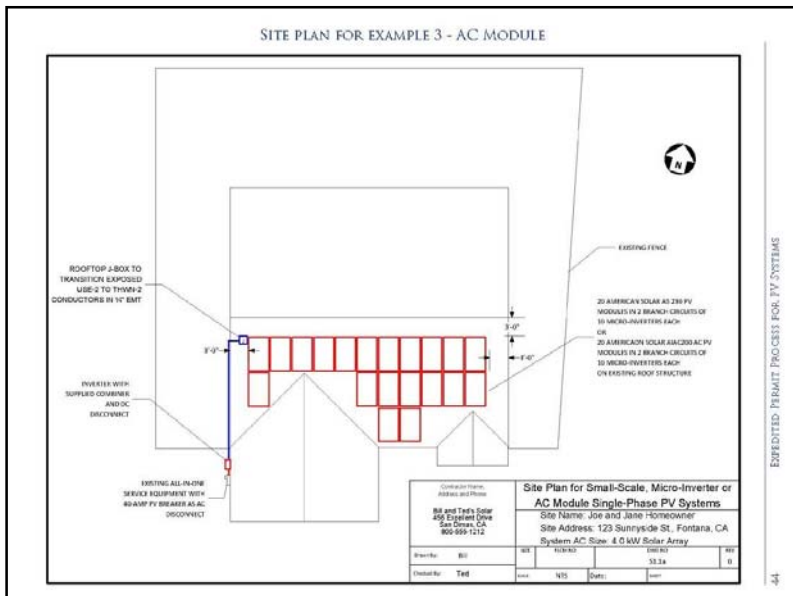 SITE PLAN FOR EXAMPLE 3 - AC MODULE
N
EXISTING FENCE
ROOFTOP J-BOX TO
TRANSITION EXPOSED
USE-2 TO THWN-2
CONDUCTORS IN ¾" EMT
3'-0"
3'-0"
3'-0"
20 AMERICAN SOLAR AS 230 PV
MODULES IN 2 BRANCH CIRCUITS OF
10 MICRO-INVERTERS EACH
OR
20 AMERICAON SOLAR AIAC200 AC PV
MODULES IN 2 BRANCH CIRCUITS OF
10 MICRO-INVERTERS EACH
ON EXISTING ROOF STRUCTURE
INVERTER WITH
SUPPLIED COMBINER
AND DC
DISCONNECT
EXISTING ALL-IN-ONE
SERVICE EQUIPMENT WITH
40-AMP PV BREAKER AS AC
DISCONNECT
Contractor Name,
Address and Phone
Bill and Ted's Solar
456 Excellent Drive
San Dimas, CA
800-555-1212
Site Plan for Small-Scale, Micro-Inverter or
AC Module Single-Phase PV Systems
Site Name: Joe and Jane Homeowner
Site Address: 123 Sunnyside St., Fontana, CA
System AC Size: 4.0 kW Solar Array
Drawn By: Bill
SIZE FSCM NO DWG NO REV
0
Checked By: Ted
SCALE NTS Date: SHEET
EXPEDITED PERMIT PROCESS FOR PV SYSTEMS
44